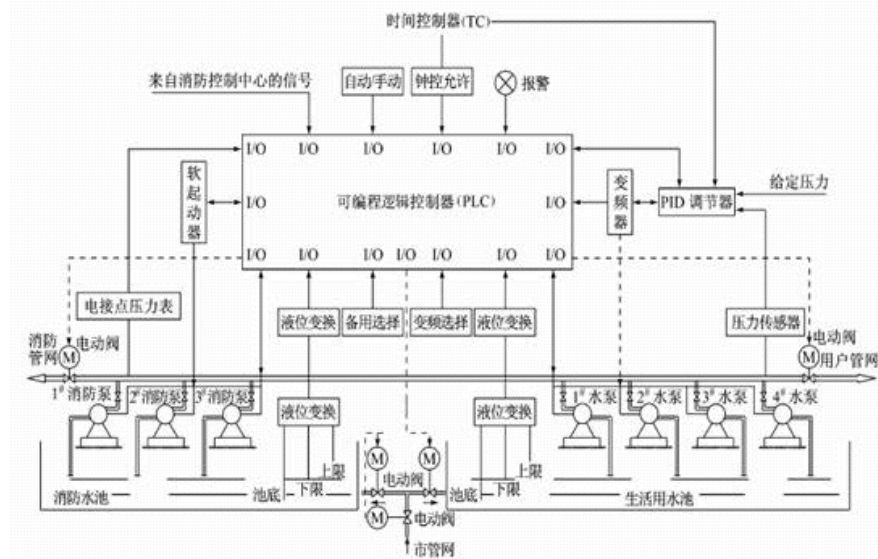 时间控制器(TC)
来自消防控制中心的信号
自动/手动
钟控允许
报警
I/O I/O I/O I/O I/O I/O
软起动器
I/O
可编程逻辑控制器(PLC)
I/O
变频器
PID 调节器
给定压力
I/O I/O I/O I/O I/O I/O I/O
电接点压力表
液位变换
备用选择
变频选择
液位变换
压力传感器
消防管网
M
电动阀
电动阀
M
用户管网
1#消防泵
2#消防泵
3#消防泵
1#水泵
2#水泵
3#水泵
4#水泵
液位变换
液位变换
上限
下限
池底
消防水池
M
M
电动阀
上限
下限
池底
生活用水池
M
电动阀
市管网